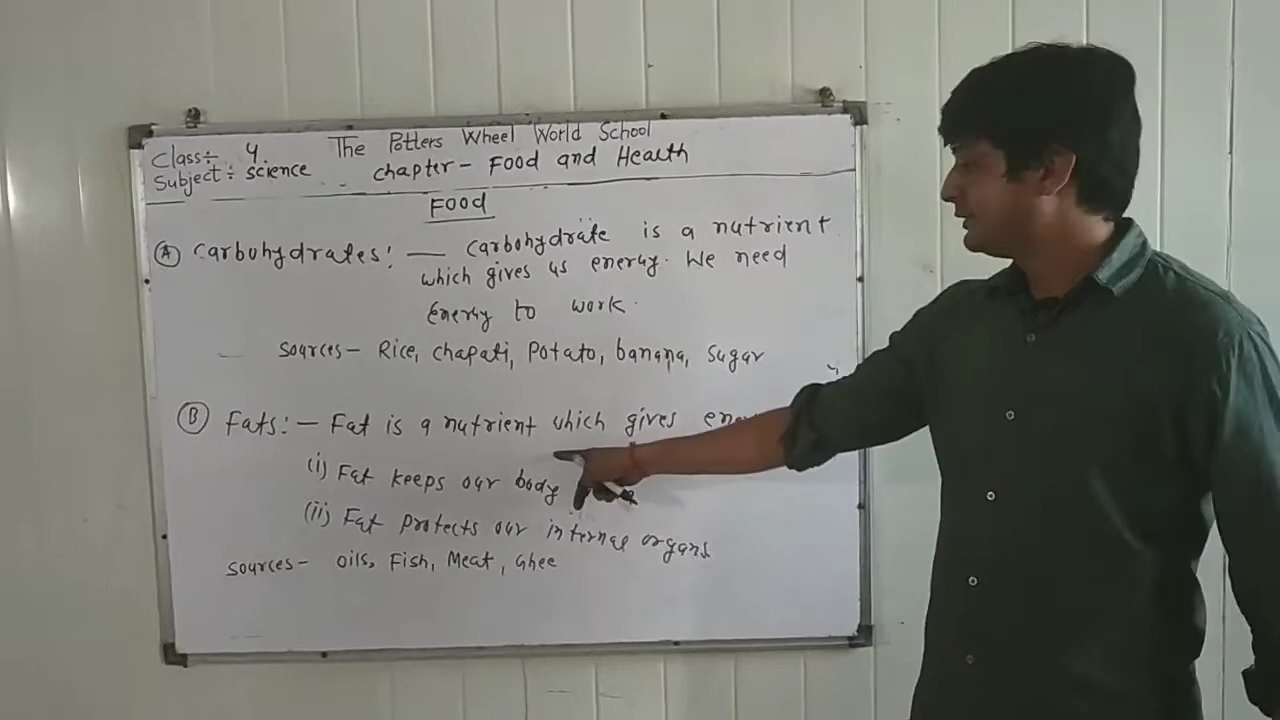 Class:- 4 The Potlers Wheel World School
Subject:- science chapter - Food and Health
Food
(A) Carbohydrates:- carbohydrate is a nutrient
which gives us energy. We need
Energy to work.
Sources- Rice, chapati, Potato, banana, sugar
(B) Fats:- Fat is a nutrient which gives
(i) Fat keeps our body
(ii) Fat protects our internal organs
Sources- oils, Fish, Meat, Ghee